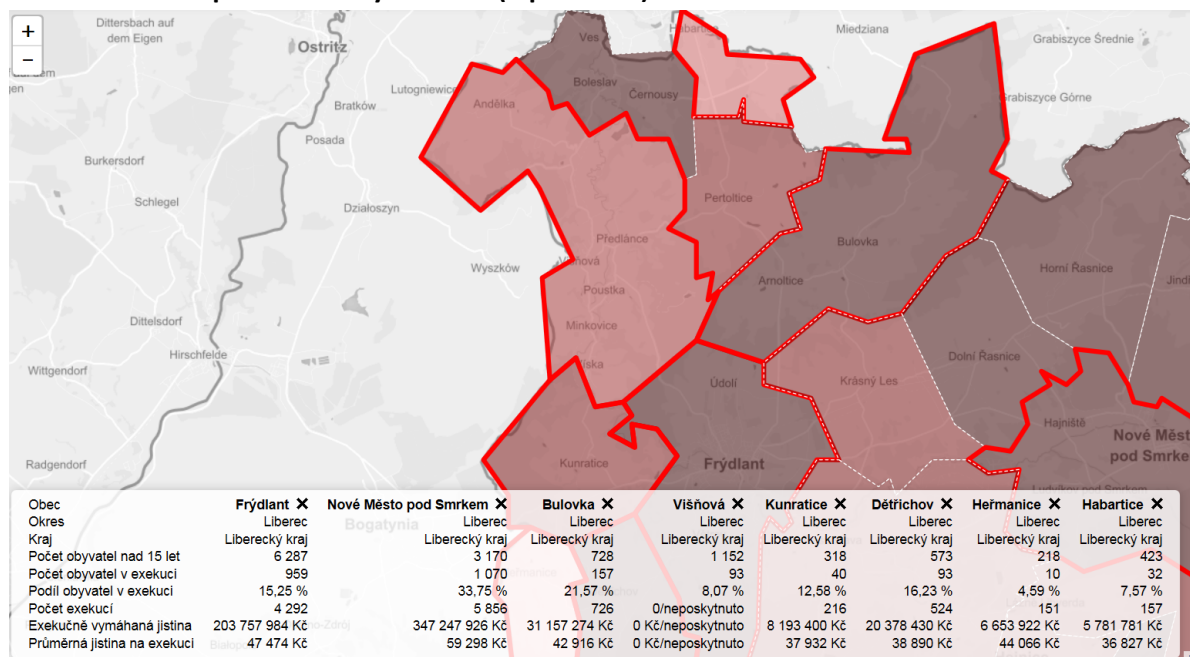 +
−
Dittersbach auf
dem Eigen
Ostritz
Lutogniewice
Bratków
Posada
Burkersdorf
Schlegel
Działoszyn
Wyszków
Dittelsdorf
Hirschfelde
Wittgendorf
Radgendorf
Ves
Boleslav
Černousy
Andělka
Habartice
Miedziana
Grabiszyce Średnie
Grabiszyce Górne
Pertoltice
Předlánce
Višňová
Poustka
Minkovice
Víska
Bulovka
Arnoltice
Horní Řasnice
Dolní Řasnice
Údolí
Krásný Les
Hajniště
Kunratice
Frýdlant
Nové Měst
pod Smrke
Ludvíkov pod Smrkem
Bogatynia
Obec Frýdlant ✕ Nové Město pod Smrkem ✕ Bulovka ✕ Višňová ✕ Kunratice ✕ Dětřichov ✕ Heřmanice ✕ Habartice ✕
Okres Liberec Liberec Liberec Liberec Liberec Liberec Liberec Liberec
Kraj Liberecký kraj Liberecký kraj Liberecký kraj Liberecký kraj Liberecký kraj Liberecký kraj Liberecký kraj Liberecký kraj
Počet obyvatel nad 15 let 6 287 3 170 728 1 152 318 573 218 423
Počet obyvatel v exekuci 959 1 070 157 93 40 93 10 32
Podíl obyvatel v exekuci 15,25 % 33,75 % 21,57 % 8,07 % 12,58 % 16,23 % 4,59 % 7,57 %
Počet exekucí 4 292 5 856 726 0/neposkytnuto 216 524 151 157
Exekučně vymáhaná jistina 203 757 984 Kč 347 247 926 Kč 31 157 274 Kč 0 Kč/neposkytnuto 8 193 400 Kč 20 378 430 Kč 6 653 922 Kč 5 781 781 Kč
Průměrná jistina na exekuci 47 474 Kč 59 298 Kč 42 916 Kč 0 Kč/neposkytnuto 37 932 Kč 38 890 Kč 44 066 Kč 36 827 Kč